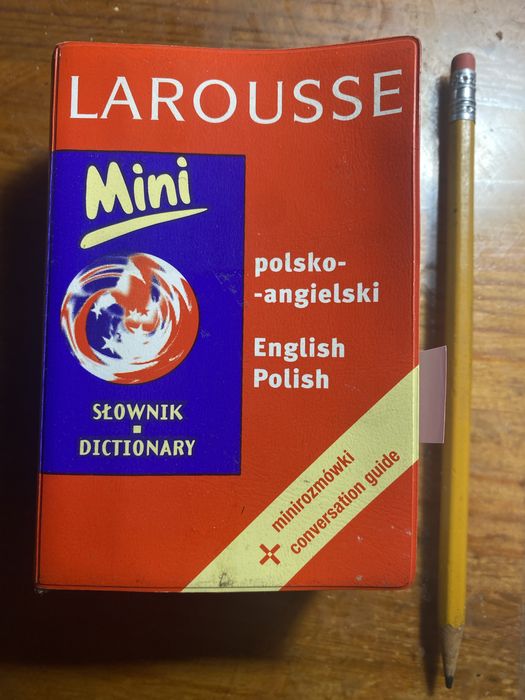 LAROUSSE
Mini
SŁOWNIK
DICTIONARY
polsko-
-angielski
English
Polish
minirozmówki
+ conversation guide